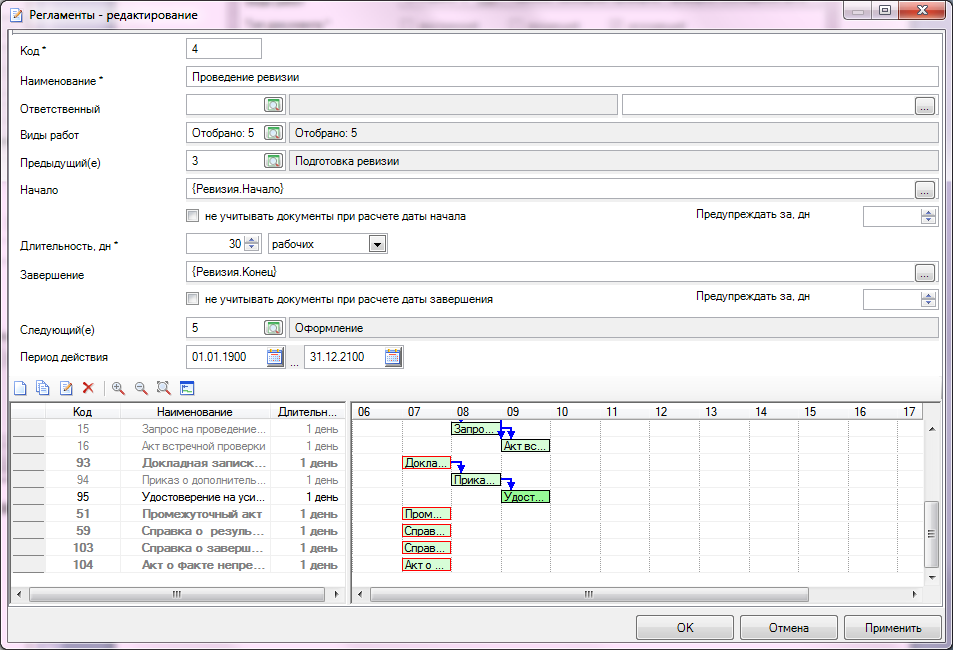 Регламенты - редактирование
Код *
4
Наименование *
Проведение ревизии
Ответственный
...
Виды работ
Отобрано: 5
Отобрано: 5
Предыдущий(е)
3
Подготовка ревизии
Начало
{Ревизия.Начало}
...
не учитывать документы при расчете даты начала
Предупреждать за, дн
Длительность, дн *
30
рабочих
Завершение
{Ревизия.Конец}
...
не учитывать документы при расчете даты завершения
Предупреждать за, дн
Следующий(е)
5
Оформление
Период действия
01.01.1900
...
31.12.2100
Код Наименование Длительн... 06 07 08 09 10 11 12 13 14 15 16 17
15 Запрос на проведение... 1 день Запро...
16 Акт встречной проверки 1 день Акт вс...
93 Докладная записк... 1 день Докла...
94 Приказ о дополнитель... 1 день Прика...
95 Удостоверение на уси... 1 день Удост...
51 Промежуточный акт 1 день Пром...
59 Справка о резуль... 1 день Справ...
103 Справка о заверш... 1 день Справ...
104 Акт о факте непре... 1 день Акт о ...
OK
Отмена
Применить